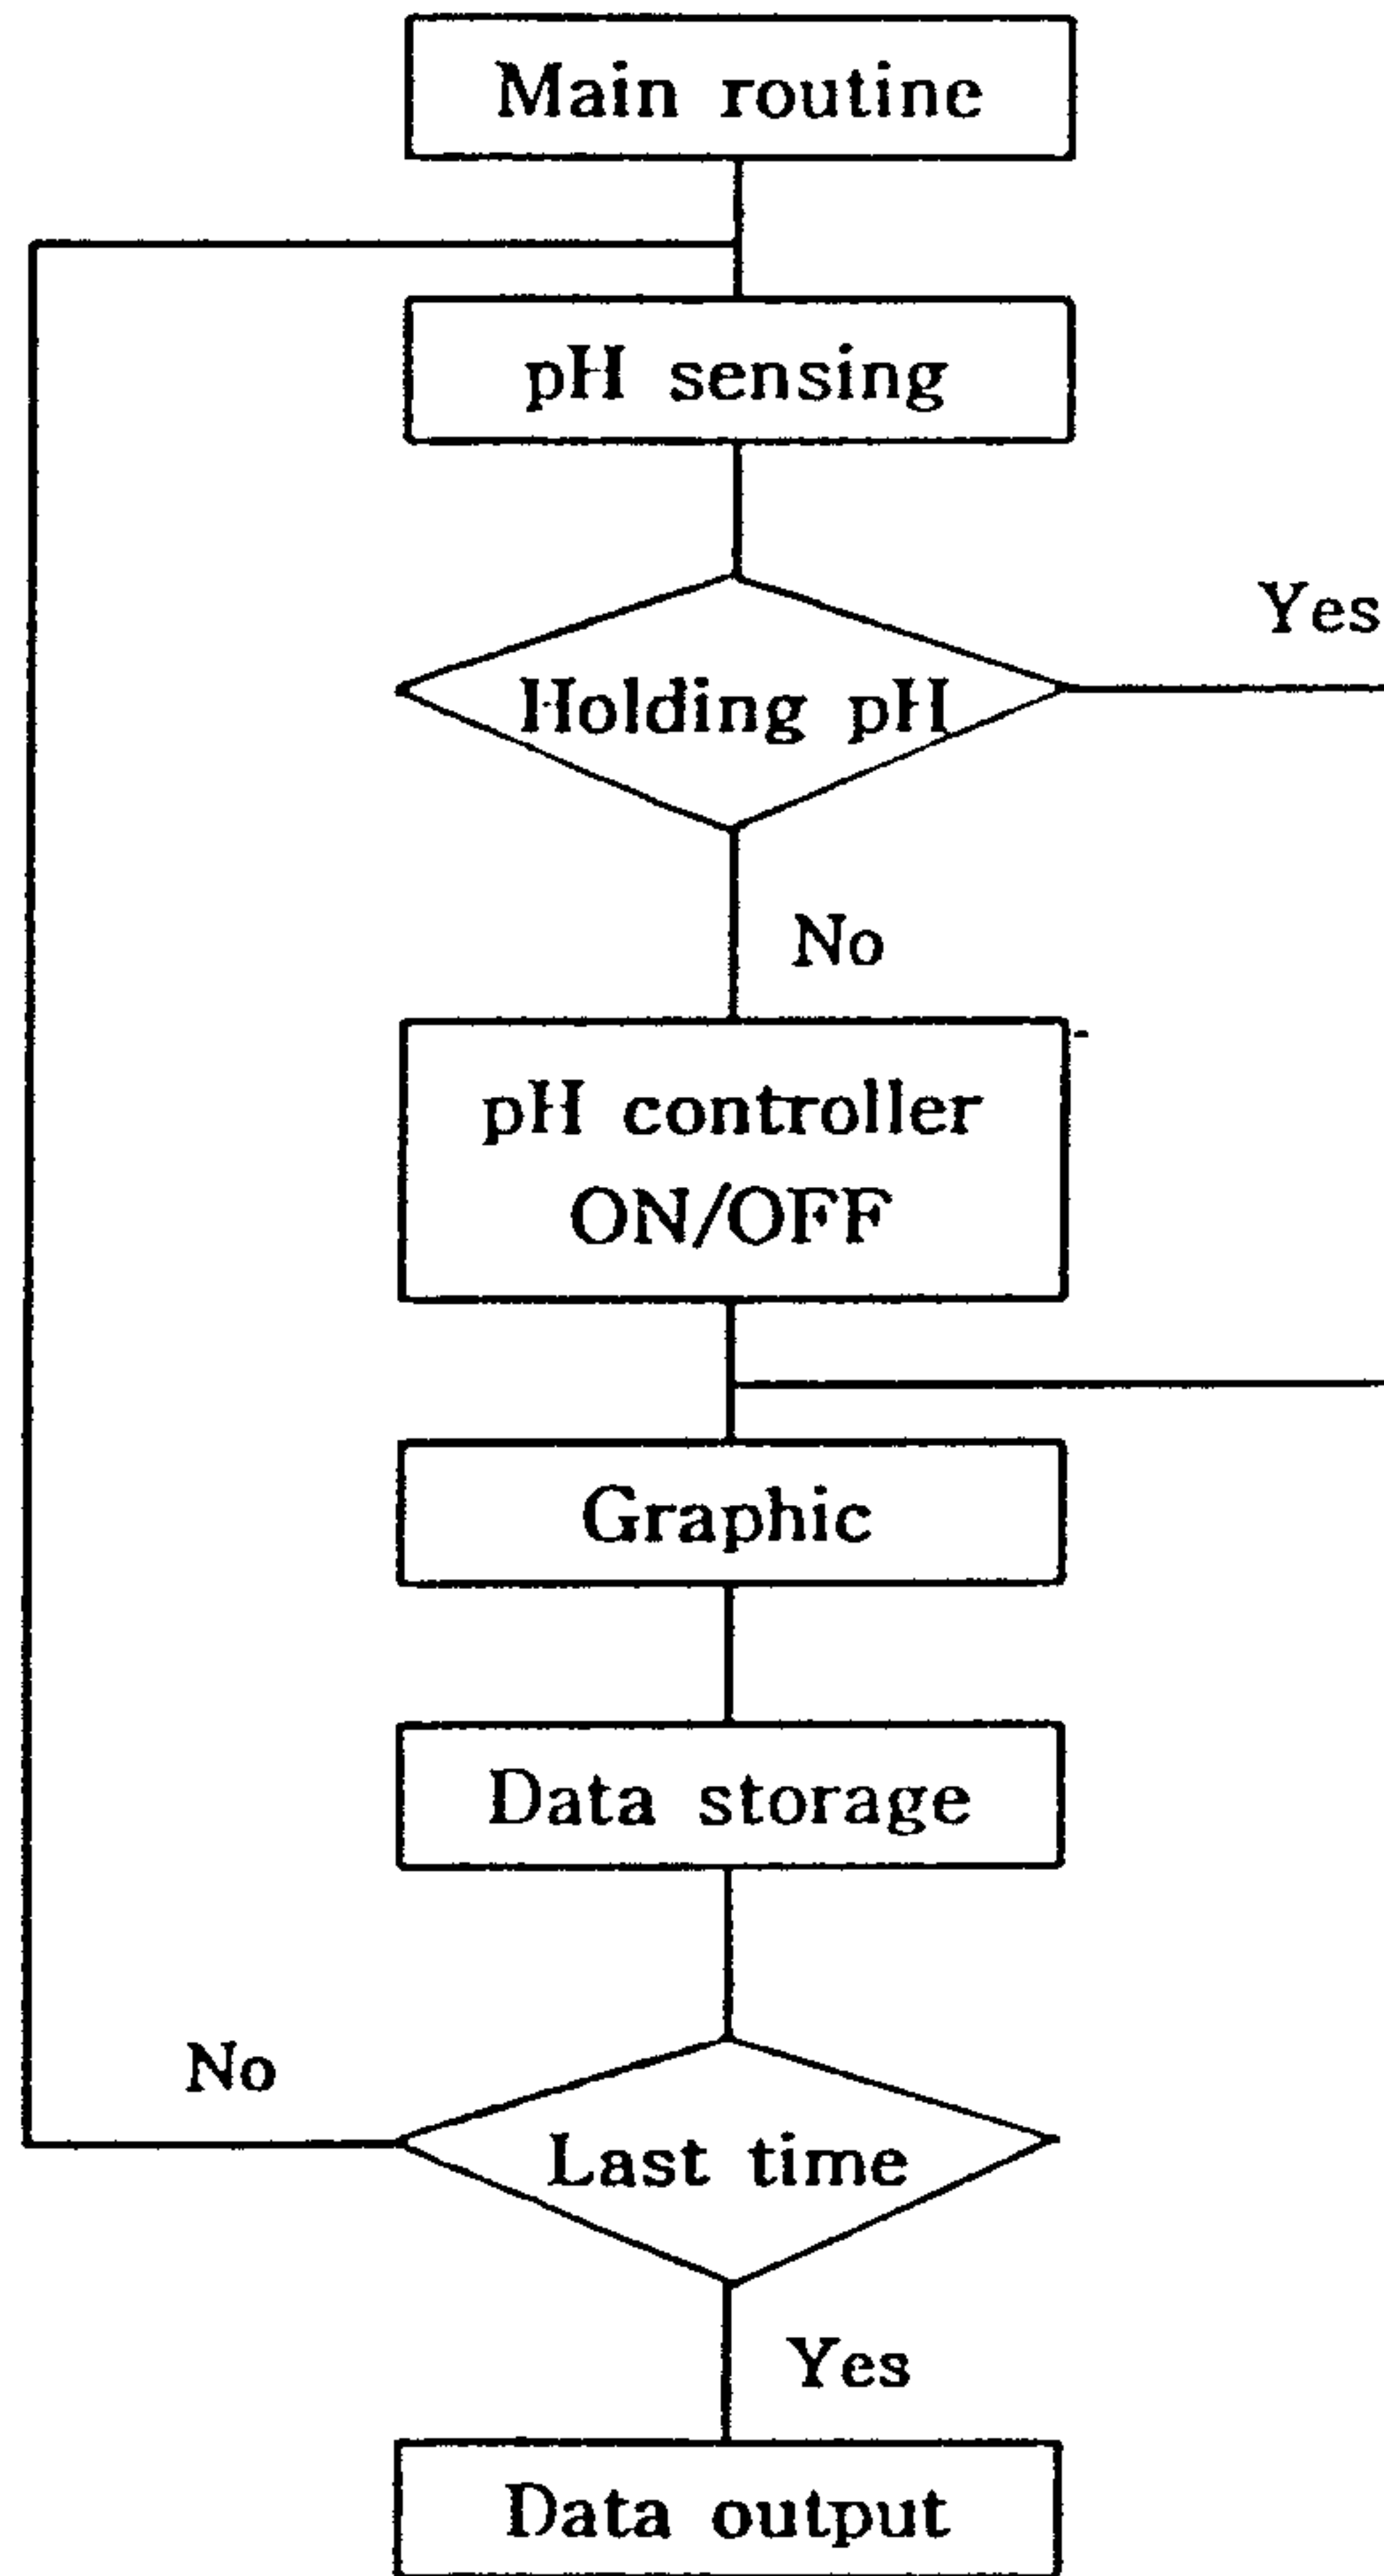 Main routine
pH sensing
Yes
Holding pH
No
pH controller
ON/OFF
Graphic
Data storage
No
Last time
Yes
Data output